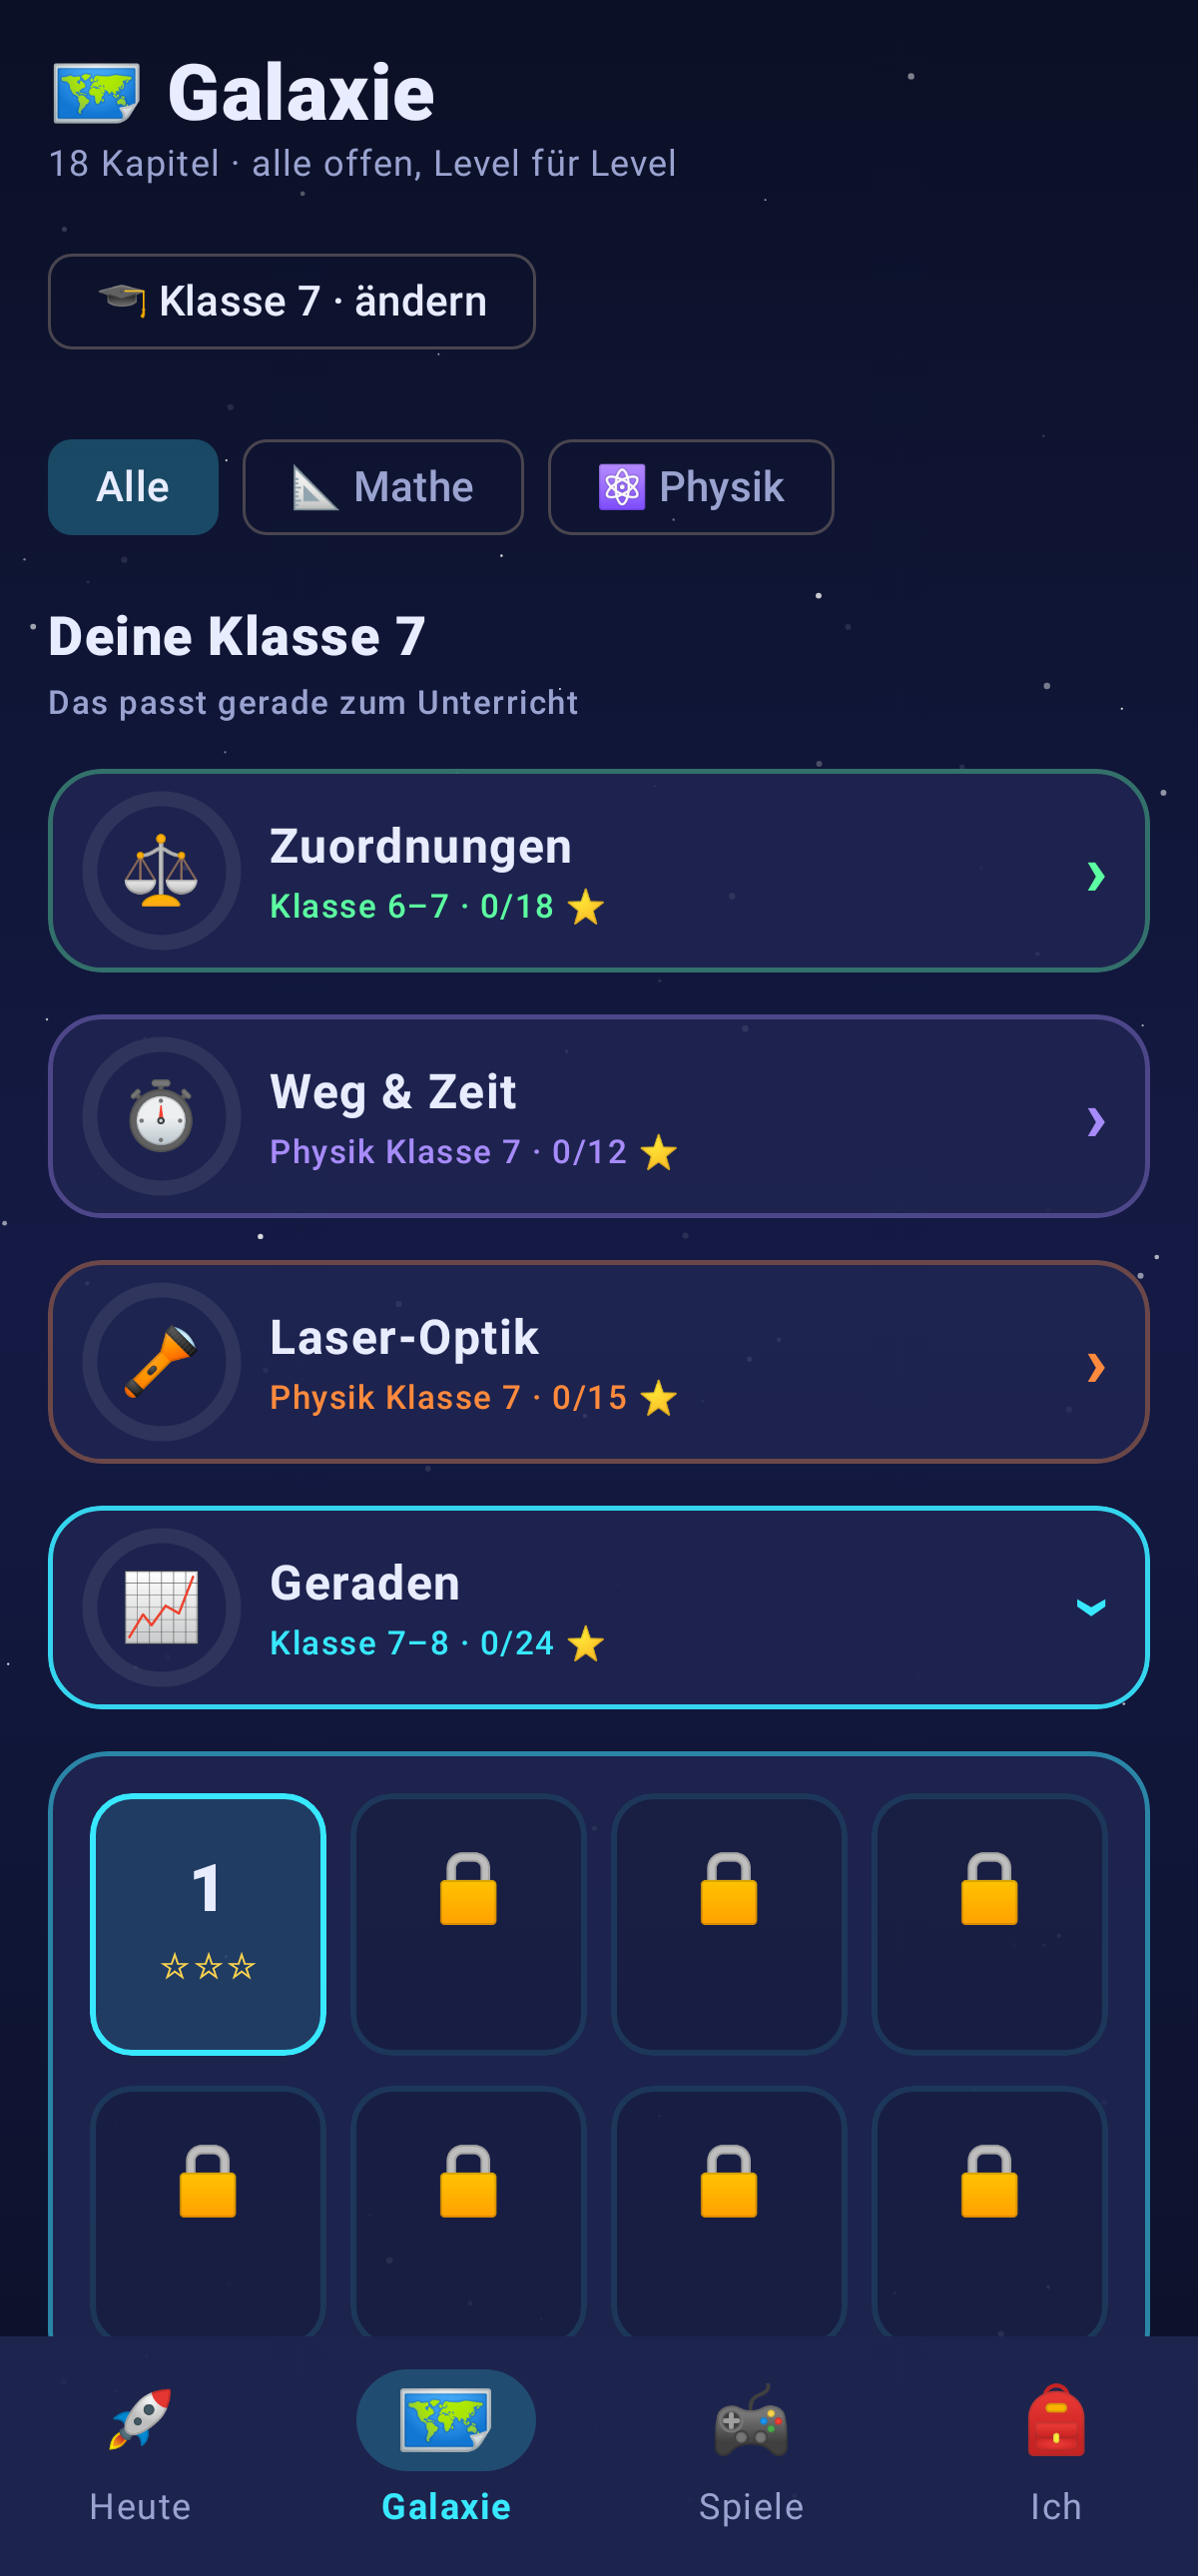 Galaxie
18 Kapitel · alle offen, Level für Level
Klasse 7 · ändern
Alle
Mathe
Physik
Deine Klasse 7
Das passt gerade zum Unterricht
Zuordnungen
Klasse 6–7 · 0/18 ⭐
Weg & Zeit
Physik Klasse 7 · 0/12 ⭐
Laser-Optik
Physik Klasse 7 · 0/15 ⭐
Geraden
Klasse 7–8 · 0/24 ⭐
1
☆☆☆
Heute
Galaxie
Spiele
Ich